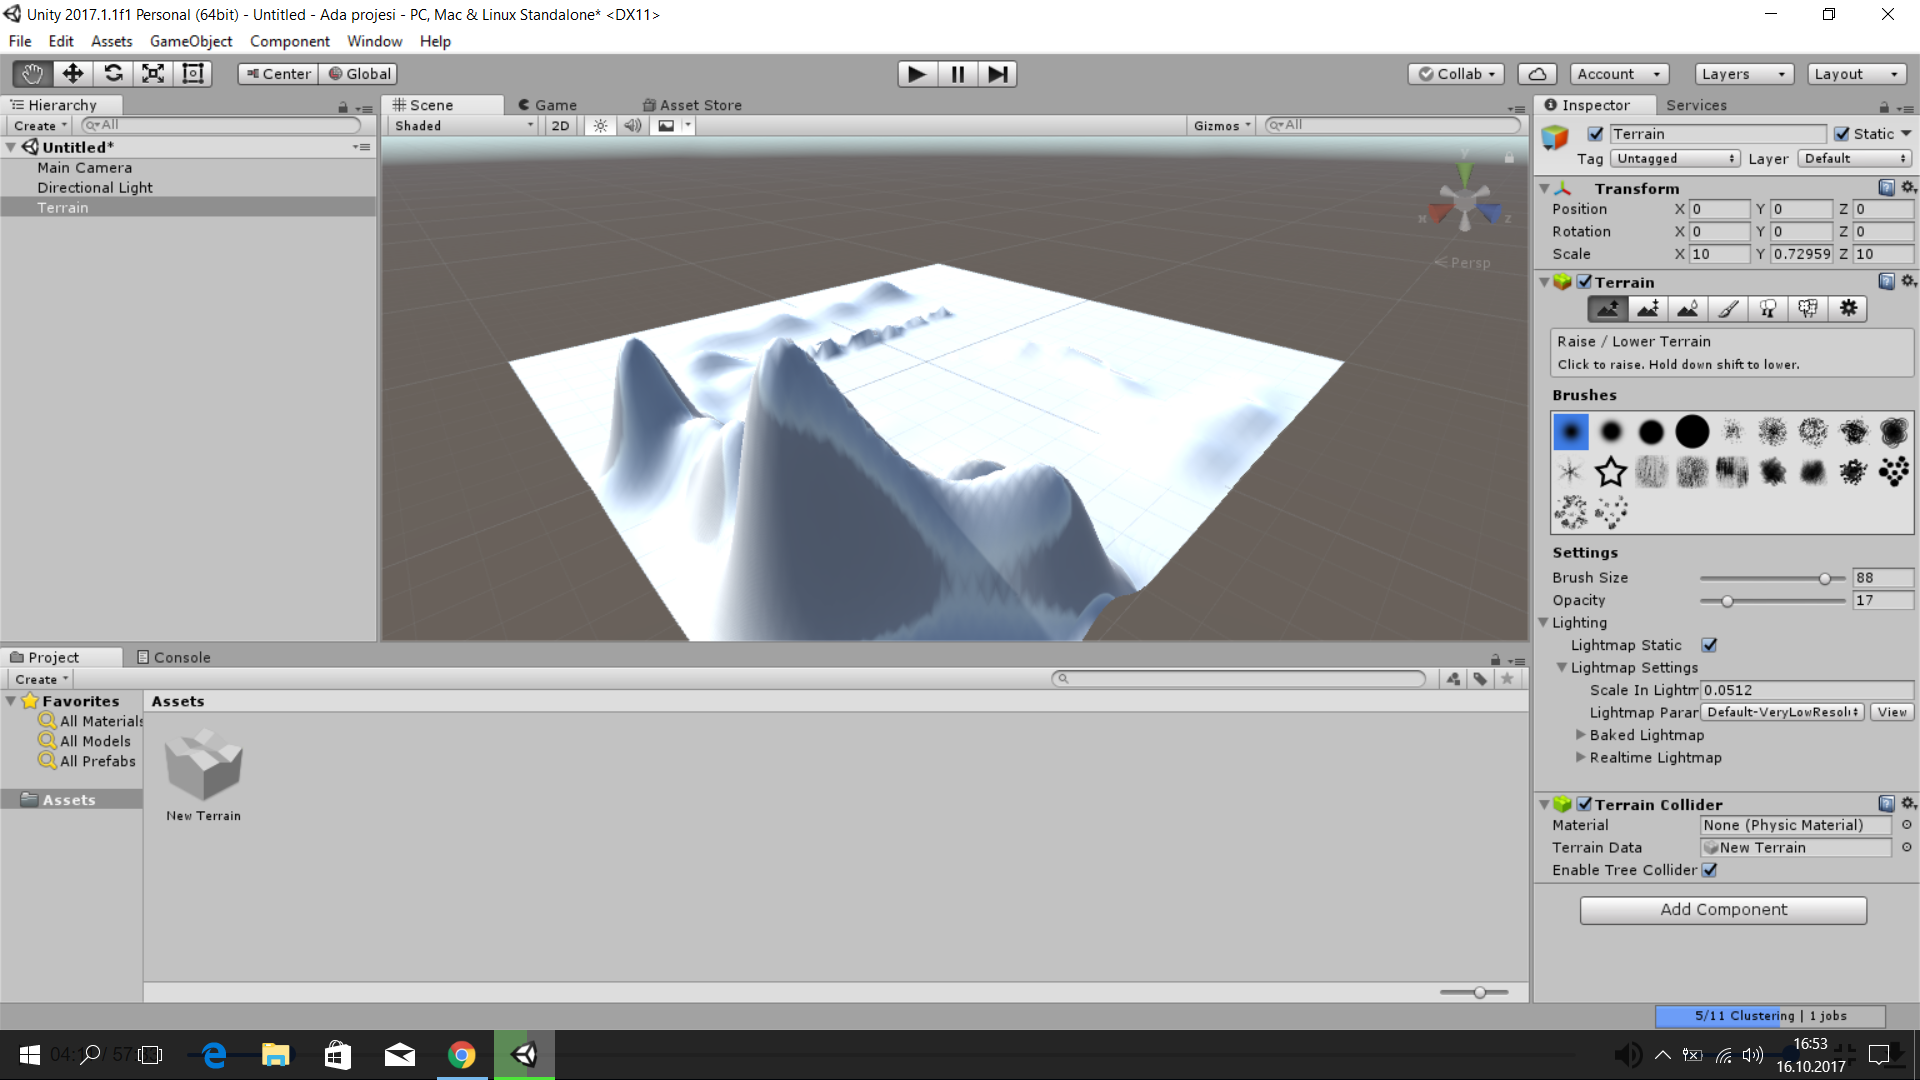 Unity 2017.1.1f1 Personal (64bit) - Untitled - Ada projesi - PC, Mac & Linux Standalone* <DX11>
File Edit Assets GameObject Component Window Help
Center Global Collab Account Layers Layout
Hierarchy
Create All
Untitled*
Main Camera
Directional Light
Terrain
Scene Game Asset Store
Shaded 2D Gizmos All
y
x z
Persp
Inspector Services
Terrain Static
Tag Untagged Layer Default
Transform
Position X 0 Y 0 Z 0
Rotation X 0 Y 0 Z 0
Scale X 10 Y 0.72959 Z 10
Terrain
Raise / Lower Terrain
Click to raise. Hold down shift to lower.
Brushes
Settings
Brush Size 88
Opacity 17
Lighting
Lightmap Static
Lightmap Settings
Scale In Lightm 0.0512
Lightmap Parar Default-VeryLowResolu View
Baked Lightmap
Realtime Lightmap
Terrain Collider
Material None (Physic Material)
Terrain Data New Terrain
Enable Tree Collider
Add Component
Project Console
Create
Favorites
All Materials
All Models
All Prefabs
Assets
Assets
New Terrain
5/11 Clustering | 1 jobs
16:53
16.10.2017